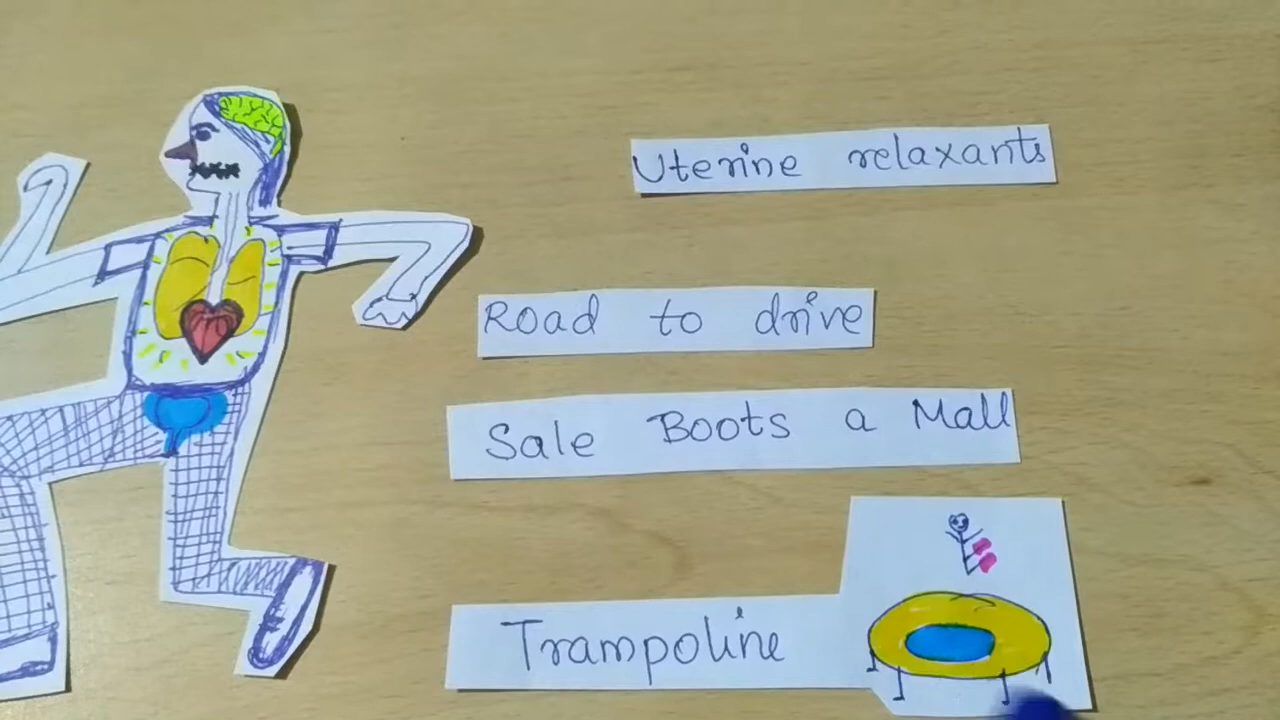 Uterine relaxants
Road to drive
Sale Boots a Mall
Trampoline